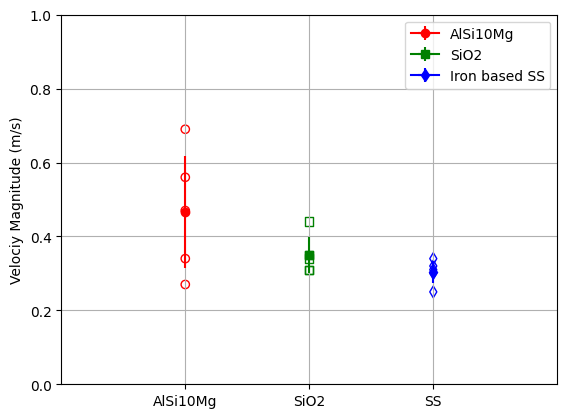 1.0
0.8
0.6
0.4
0.2
0.0
Velociy Magnitude (m/s)
AlSi10Mg
SiO2
Iron based SS
AlSi10Mg
SiO2
SS